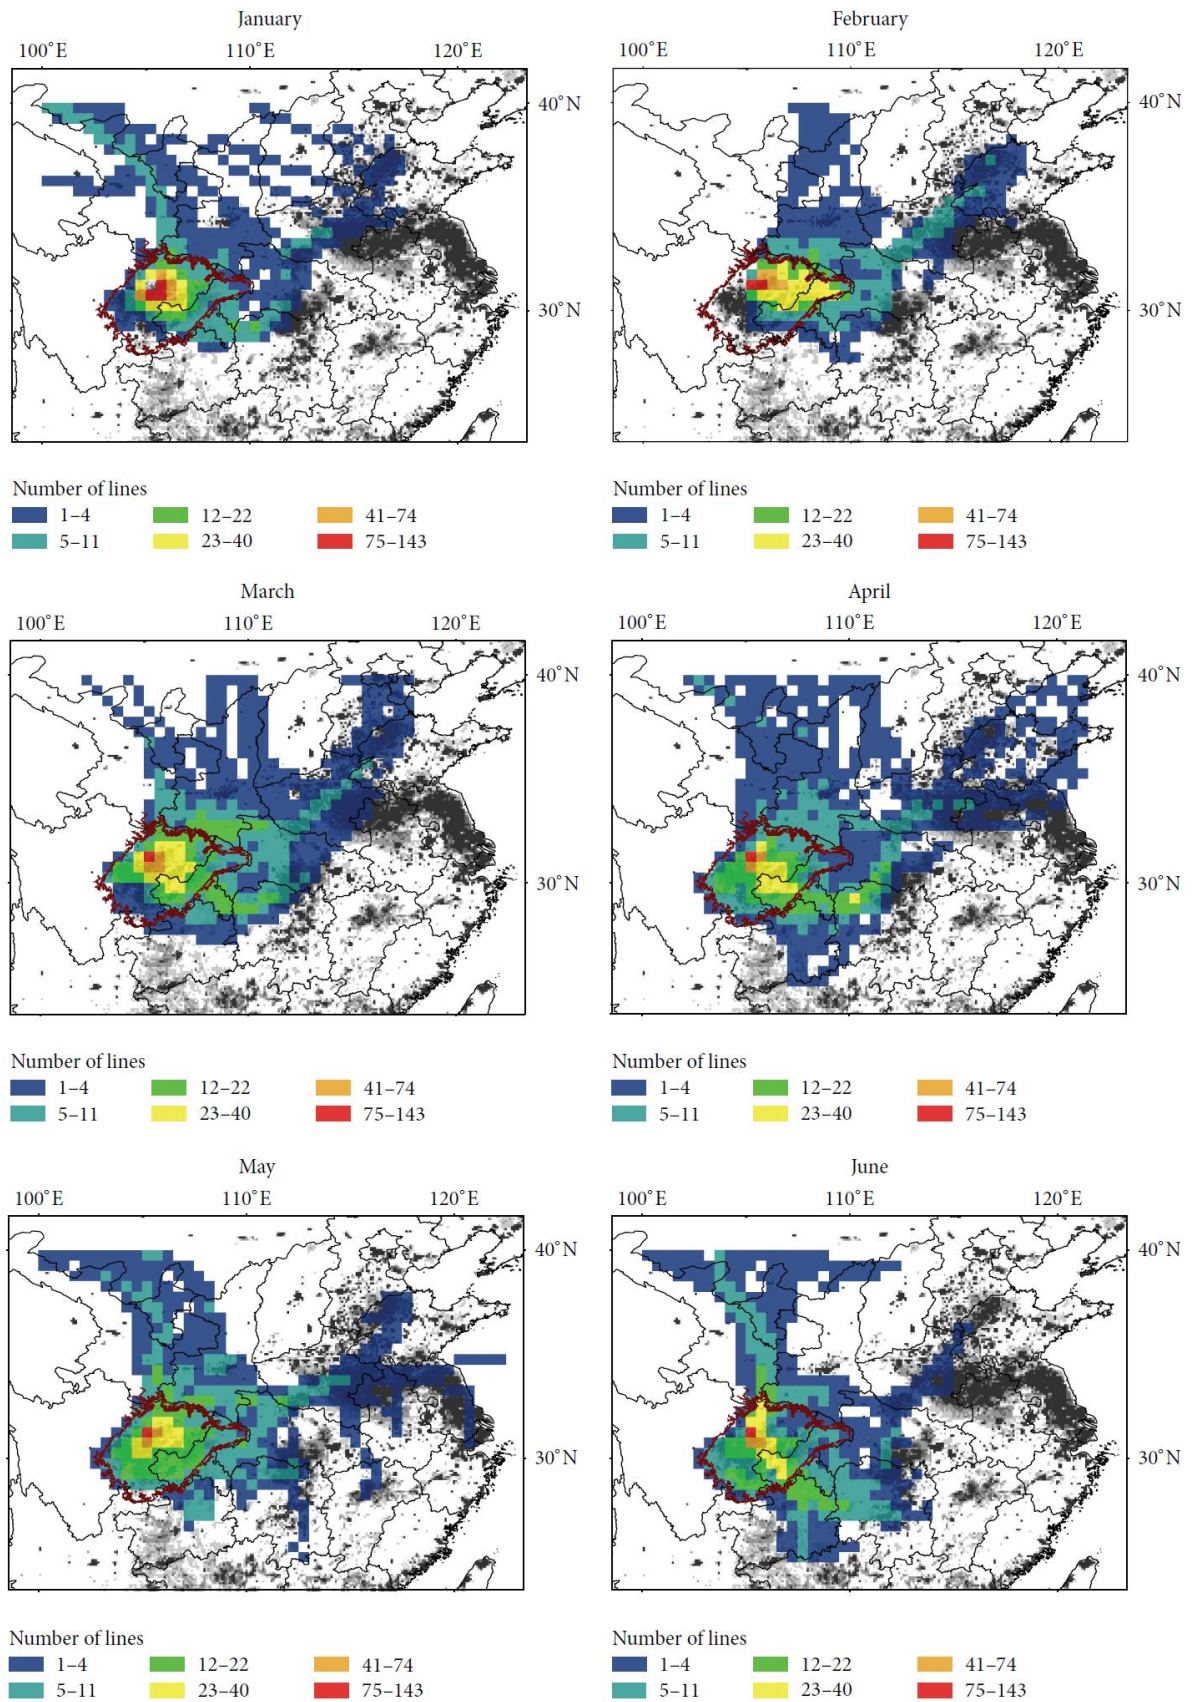 January
February
100°E 110°E 120°E
100°E 110°E 120°E
40°N
40°N
30°N
30°N
Number of lines
1–4 12–22 41–74
5–11 23–40 75–143
Number of lines
1–4 12–22 41–74
5–11 23–40 75–143
March
April
100°E 110°E 120°E
100°E 110°E 120°E
40°N
40°N
30°N
30°N
Number of lines
1–4 12–22 41–74
5–11 23–40 75–143
Number of lines
1–4 12–22 41–74
5–11 23–40 75–143
May
June
100°E 110°E 120°E
100°E 110°E 120°E
40°N
40°N
30°N
30°N
Number of lines
1–4 12–22 41–74
5–11 23–40 75–143
Number of lines
1–4 12–22 41–74
5–11 23–40 75–143